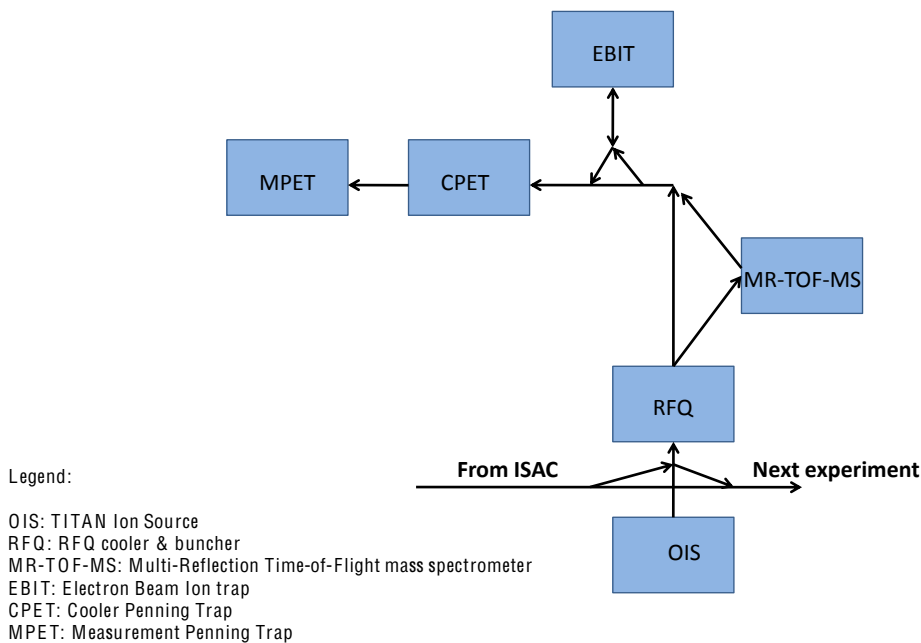 EBIT
MPET
CPET
MR-TOF-MS
RFQ
From ISAC
Next experiment
OIS
Legend:
OIS: TITAN Ion Source
RFQ: RFQ cooler & buncher
MR-TOF-MS: Multi-Reflection Time-of-Flight mass spectrometer
EBIT: Electron Beam Ion trap
CPET: Cooler Penning Trap
MPET: Measurement Penning Trap